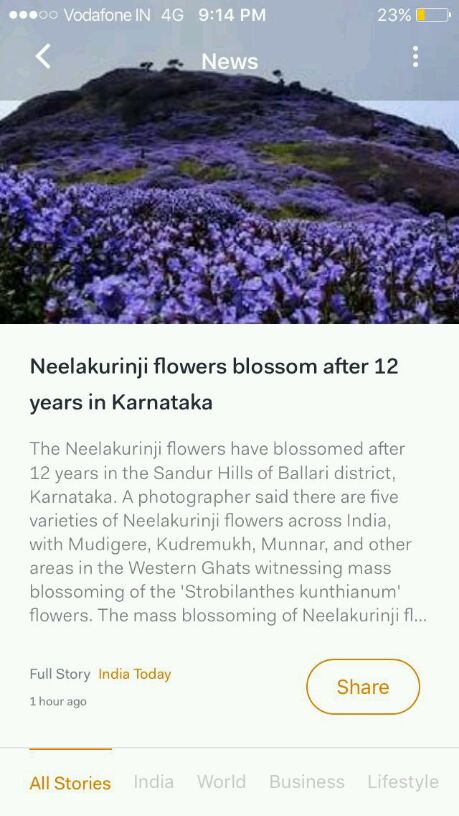 Vodafone IN 4G 9:14 PM 23%
News
Neelakurinji flowers blossom after 12
years in Karnataka
The Neelakurinji flowers have blossomed after
12 years in the Sandur Hills of Ballari district,
Karnataka. A photographer said there are five
varieties of Neelakurinji flowers across India,
with Mudigere, Kudremukh, Munnar, and other
areas in the Western Ghats witnessing mass
blossoming of the 'Strobilanthes kunthianum'
flowers. The mass blossoming of Neelakurinji fl...
Full Story India Today
1 hour ago
Share
All Stories India World Business Lifestyle